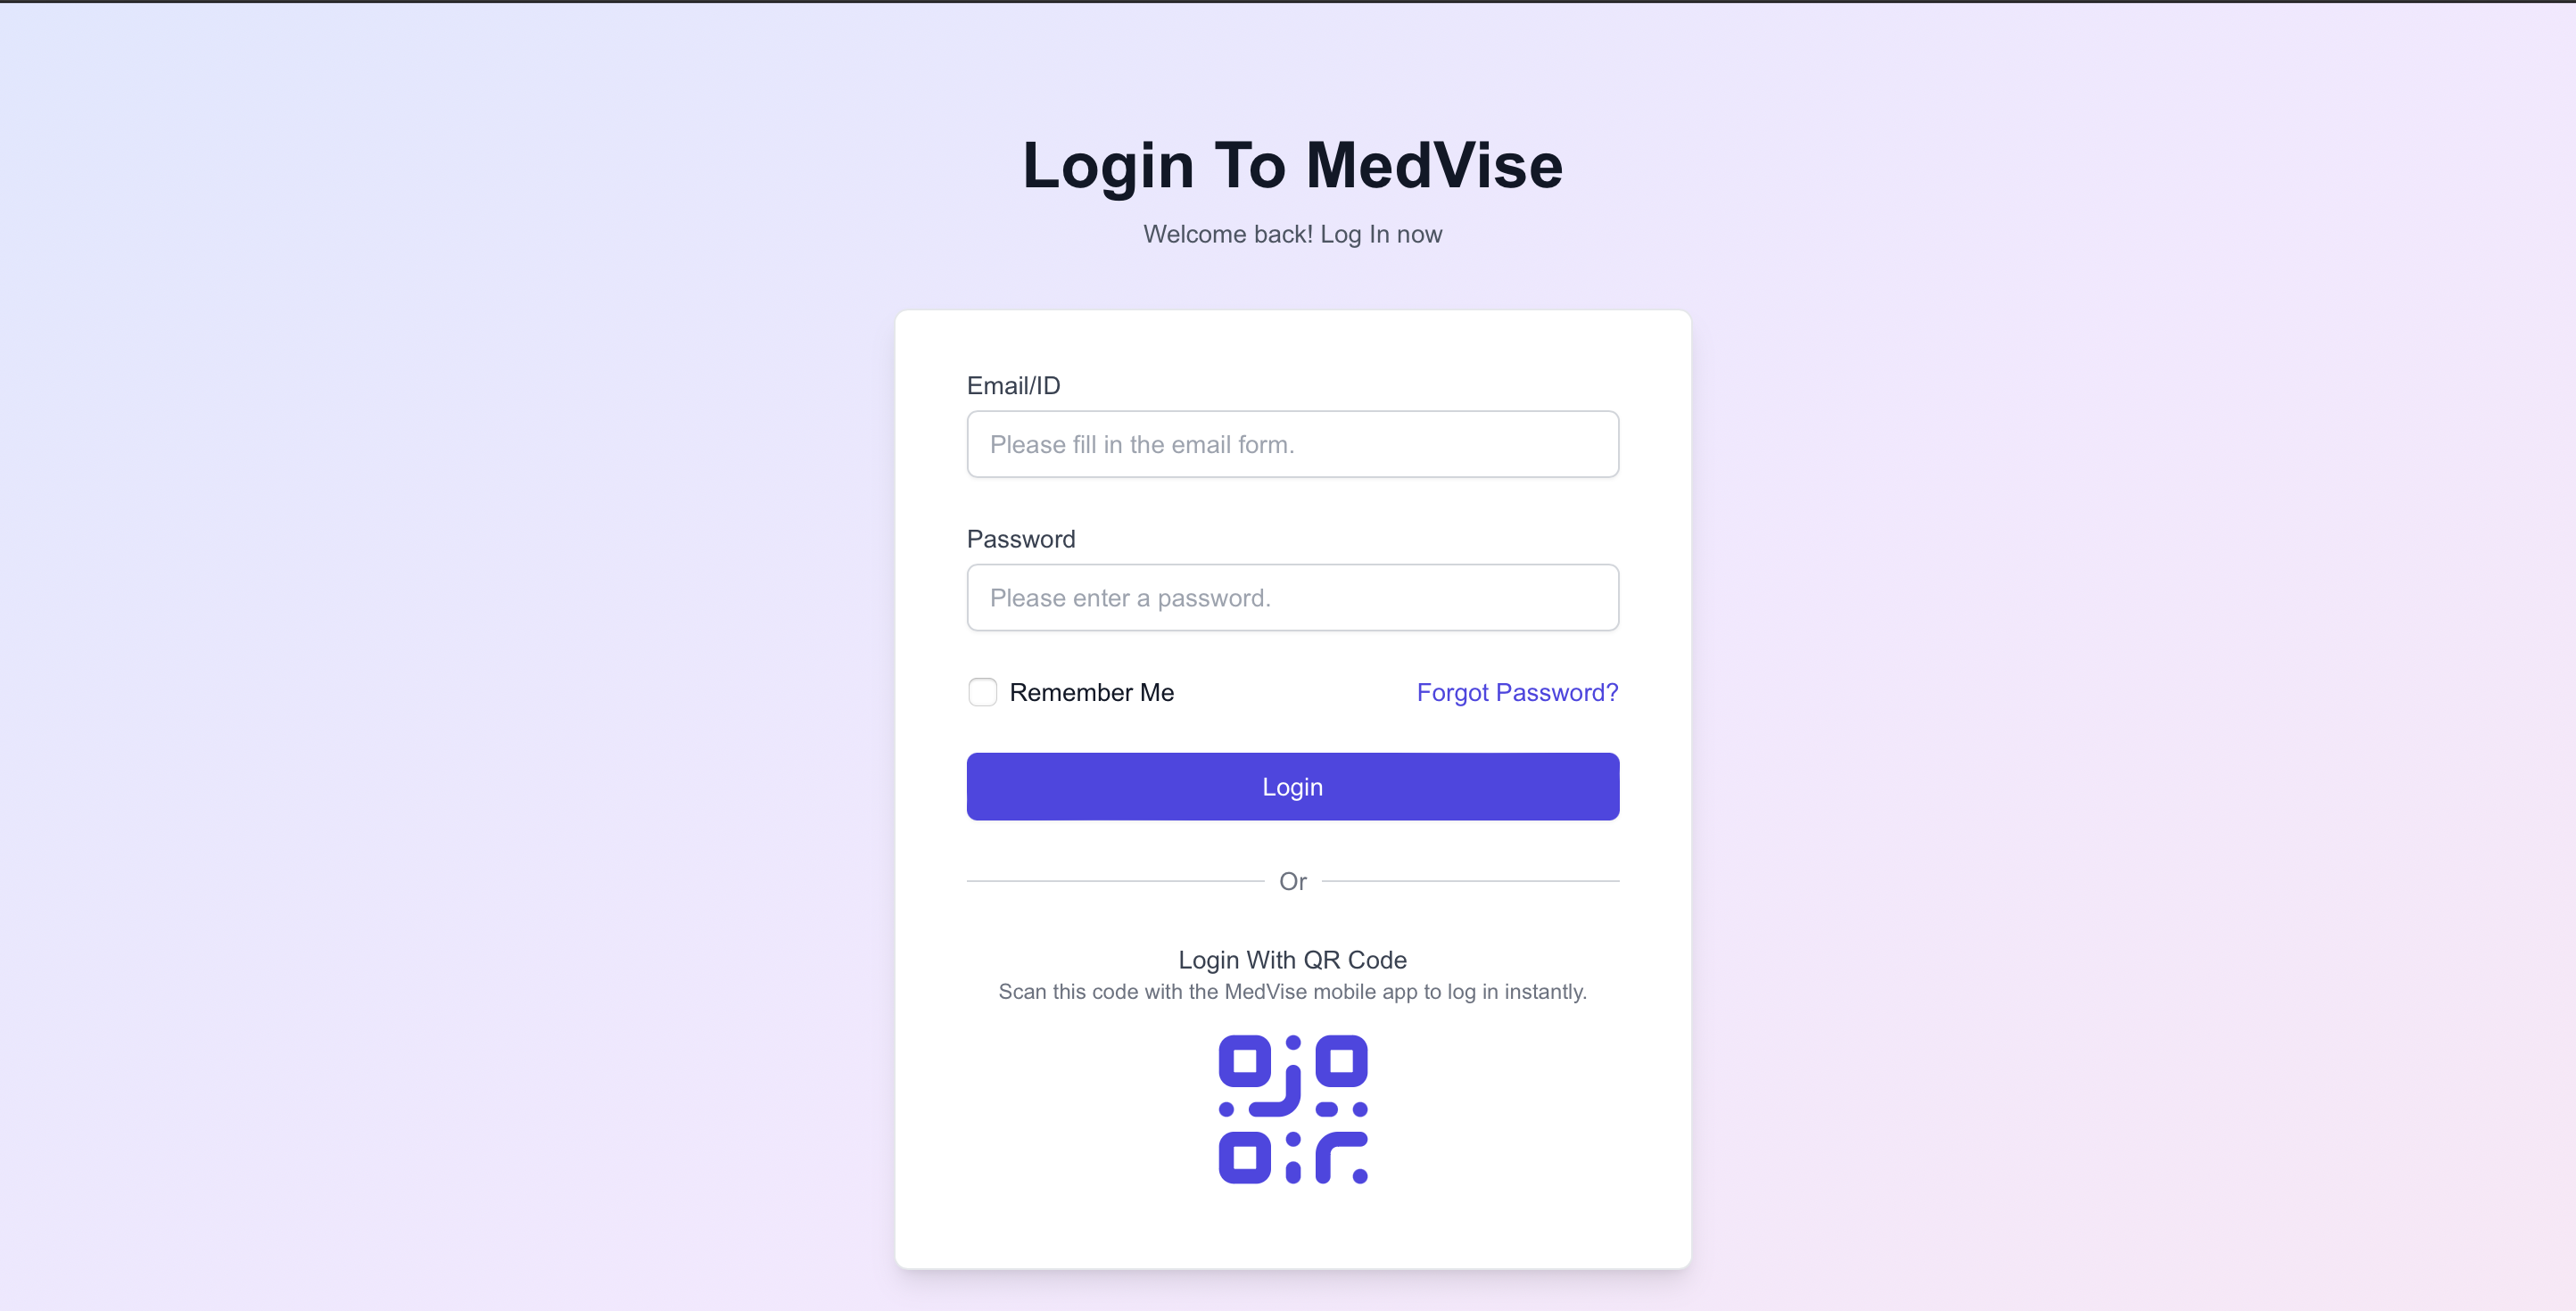 Login To MedVise
Welcome back! Log In now
Email/ID
Please fill in the email form.
Password
Please enter a password.
Remember Me
Forgot Password?
Login
Or
Login With QR Code
Scan this code with the MedVise mobile app to log in instantly.